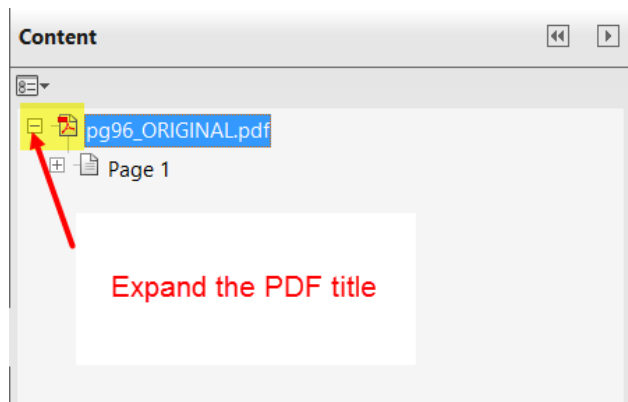 Content
pg96_ORIGINAL.pdf
Page 1
Expand the PDF title